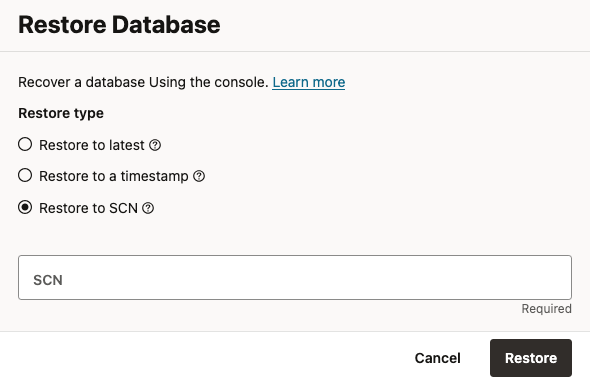 Restore Database
Recover a database Using the console. Learn more
Restore type
Restore to latest
Restore to a timestamp
Restore to SCN
SCN
Required
Cancel
Restore